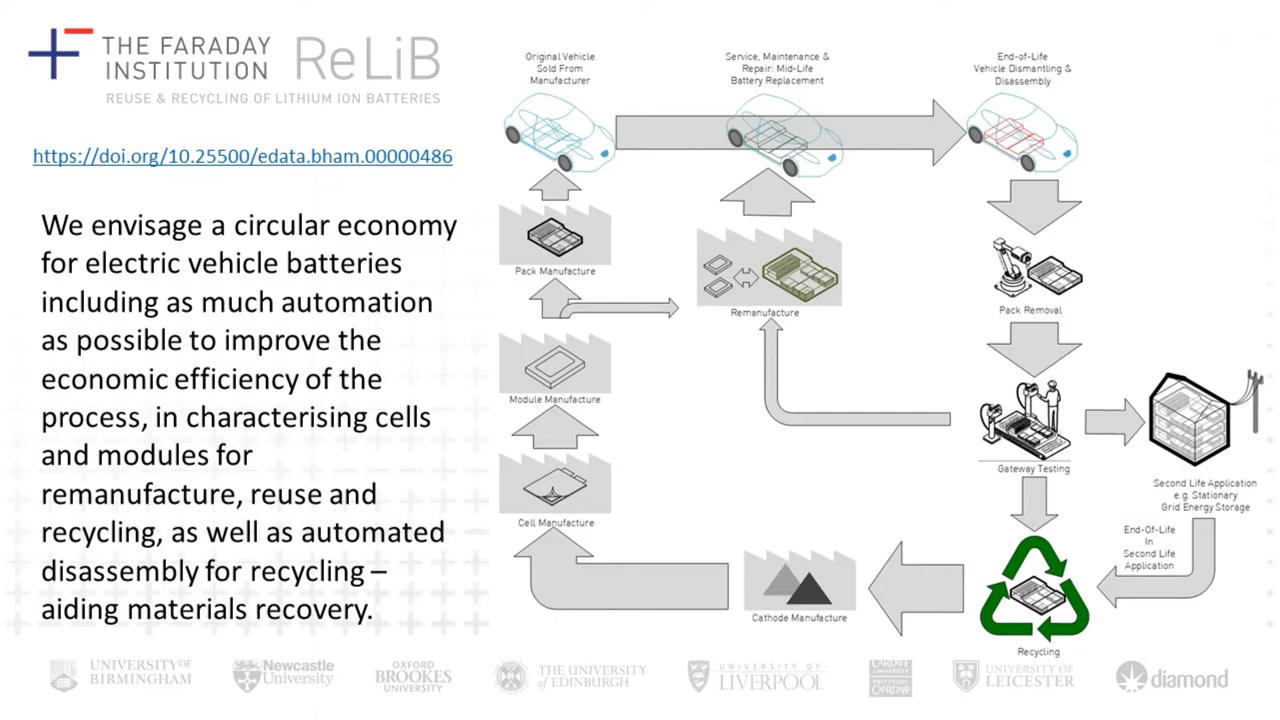 THE FARADAY
INSTITUTION
ReLiB
REUSE & RECYCLING OF LITHIUM ION BATTERIES
https://doi.org/10.25500/edata.bham.00000486
We envisage a circular economy
for electric vehicle batteries
including as much automation
as possible to improve the
economic efficiency of the
process, in characterising cells
and modules for
remanufacture, reuse and
recycling, as well as automated
disassembly for recycling –
aiding materials recovery.
Original Vehicle
Sold From
Manufacturer
Service, Maintenance &
Repair: Mid-Life
Battery Replacement
End-of-Life
Vehicle Dismantling &
Disassembly
Pack Manufacture
Remanufacture
Pack Removal
Module Manufacture
Gateway Testing
Cell Manufacture
Second Life Application
e.g. Stationary
Grid Energy Storage
End-Of-Life
In
Second Life
Application
Cathode Manufacture
Recycling
UNIVERSITY OF
BIRMINGHAM
Newcastle
University
OXFORD
BROOKES
UNIVERSITY
THE UNIVERSITY
of EDINBURGH
UNIVERSITY OF
LIVERPOOL
CARDIFF
UNIVERSITY
PRIFYSGOL
CAERDYDD
UNIVERSITY OF
LEICESTER
diamond